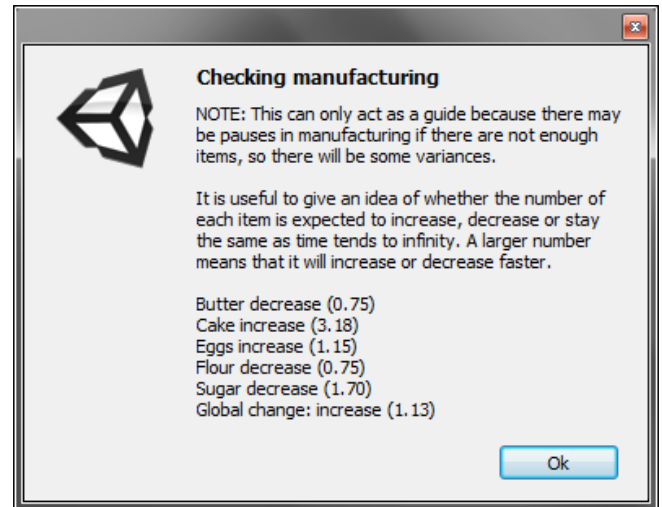 Checking manufacturing
NOTE: This can only act as a guide because there may
be pauses in manufacturing if there are not enough
items, so there will be some variances.
It is useful to give an idea of whether the number of
each item is expected to increase, decrease or stay
the same as time tends to infinity. A larger number
means that it will increase or decrease faster.
Butter decrease (0.75)
Cake increase (3.18)
Eggs increase (1.15)
Flour decrease (0.75)
Sugar decrease (1.70)
Global change: increase (1.13)
Ok